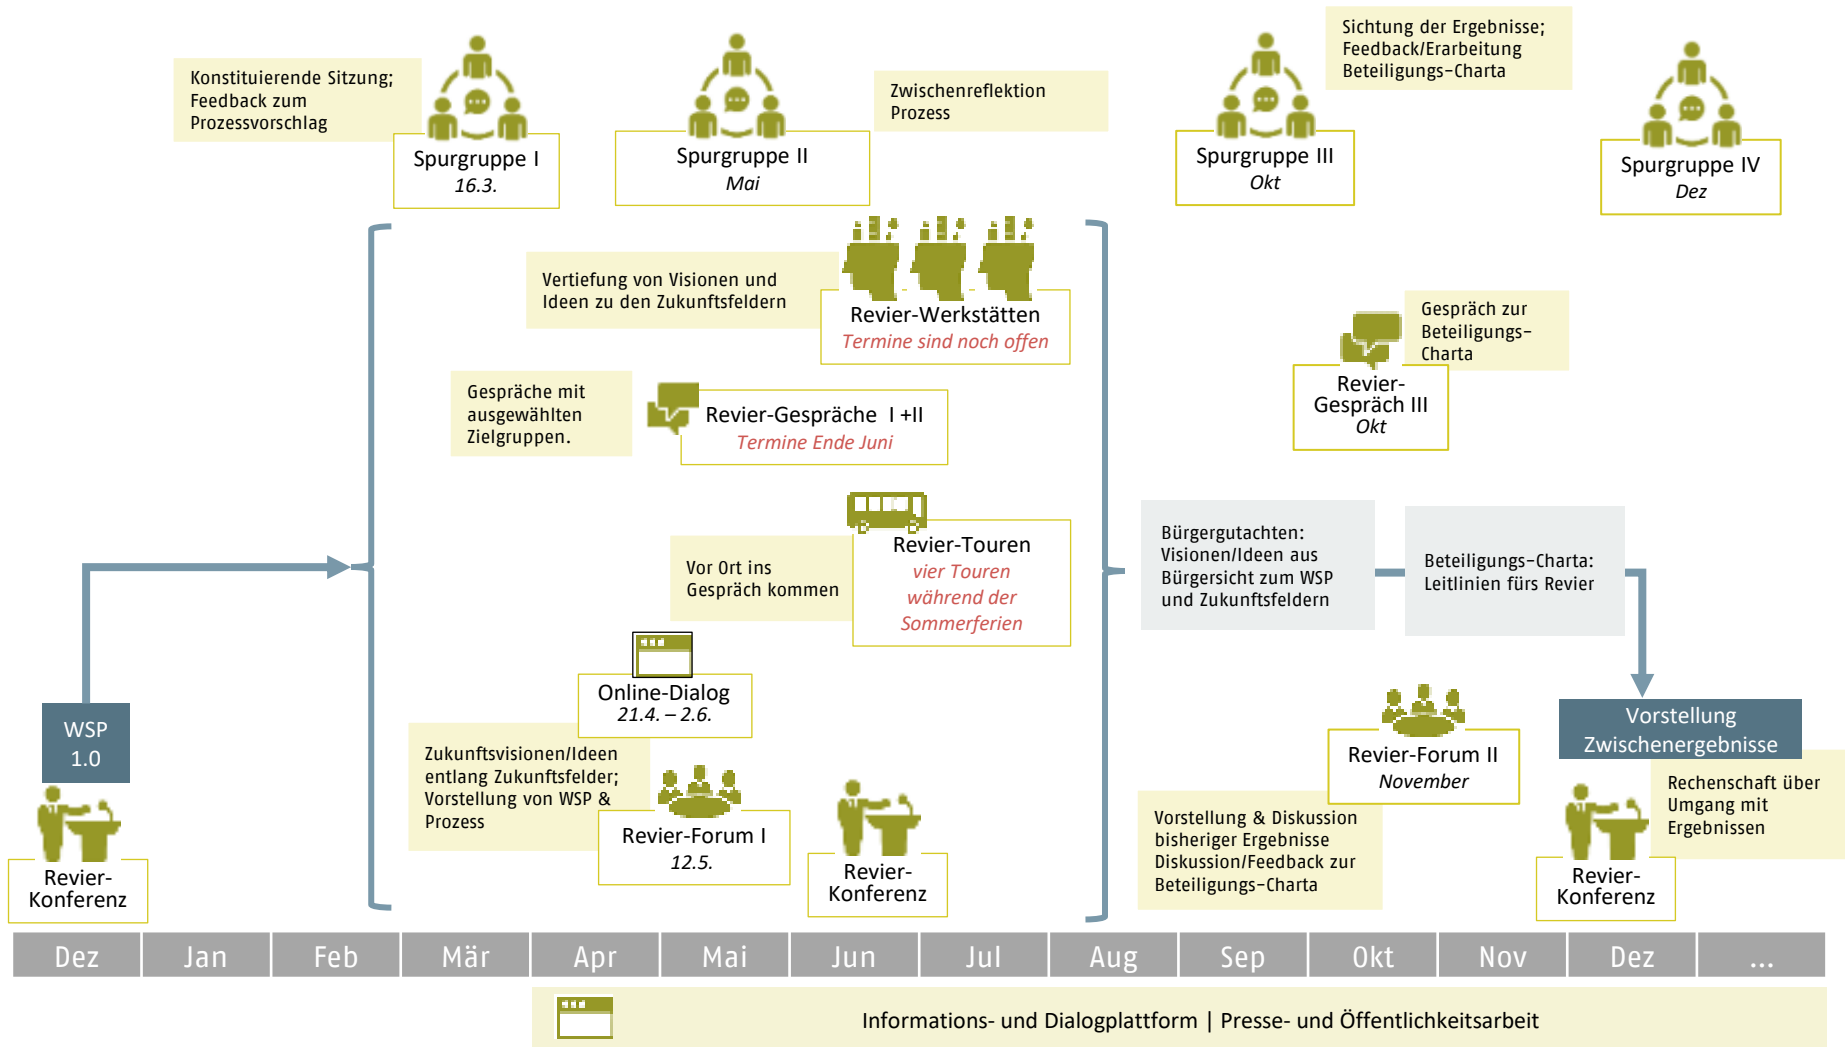 Konstituierende Sitzung;
Feedback zum
Prozessvorschlag
Spurgruppe I
16.3.
Spurgruppe II
Mai
Zwischenreflektion
Prozess
Spurgruppe III
Okt
Sichtung der Ergebnisse;
Feedback/Erarbeitung
Beteiligungs-Charta
Spurgruppe IV
Dez
Vertiefung von Visionen und
Ideen zu den Zukunftsfeldern
Revier-Werkstätten
Termine sind noch offen
Gespräch zur
Beteiligungs-
Charta
Revier-
Gespräch III
Okt
Gespräche mit
ausgewählten
Zielgruppen.
Revier-Gespräche I +II
Termine Ende Juni
Vor Ort ins
Gespräch kommen
Revier-Touren
vier Touren
während der
Sommerferien
Bürgergutachten:
Visionen/Ideen aus
Bürgersicht zum WSP
und Zukunftsfeldern
Beteiligungs-Charta:
Leitlinien fürs Revier
Online-Dialog
21.4. – 2.6.
WSP
1.0
Revier-
Konferenz
Zukunftsvisionen/Ideen
entlang Zukunftsfelder;
Vorstellung von WSP &
Prozess
Revier-Forum I
12.5.
Revier-
Konferenz
Revier-Forum II
November
Vorstellung & Diskussion
bisheriger Ergebnisse
Diskussion/Feedback zur
Beteiligungs-Charta
Vorstellung
Zwischenergebnisse
Rechenschaft über
Umgang mit
Ergebnissen
Revier-
Konferenz
Dez Jan Feb Mär Apr Mai Jun Jul Aug Sep Okt Nov Dez ...
Informations- und Dialogplattform | Presse- und Öffentlichkeitsarbeit